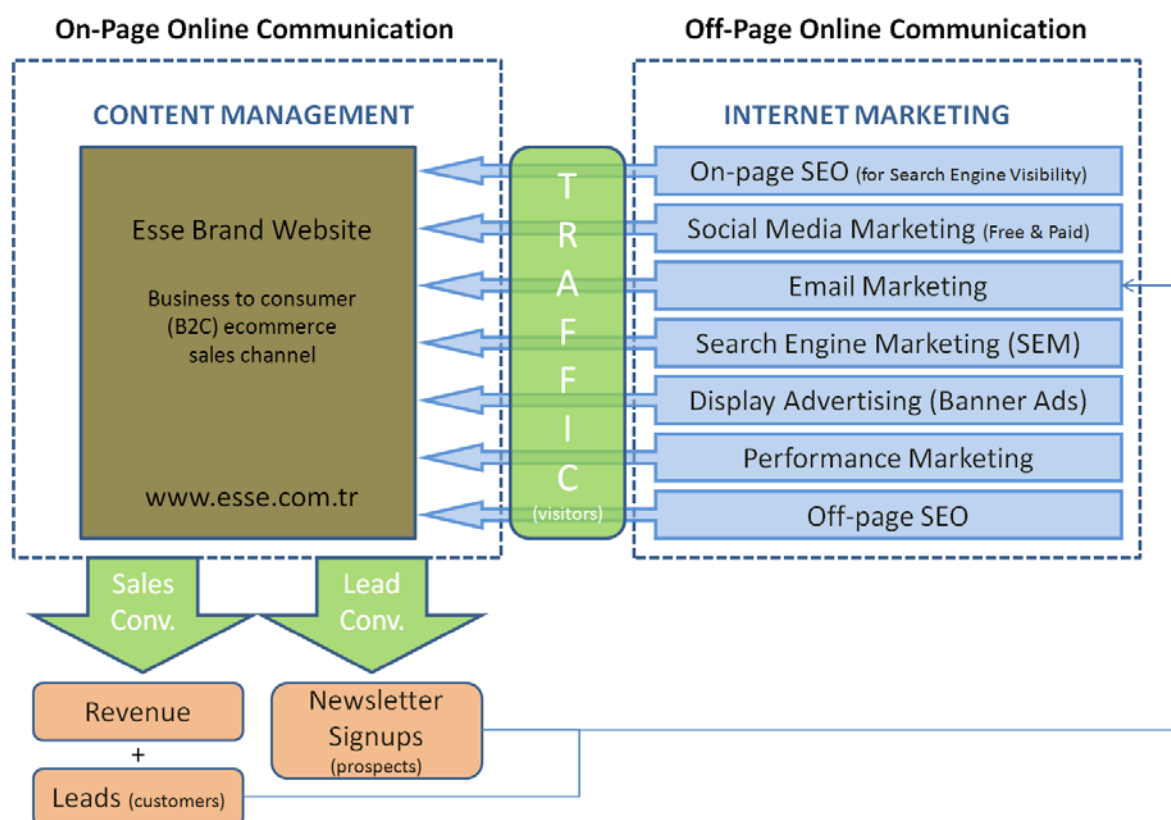 On-Page Online Communication
Off-Page Online Communication
CONTENT MANAGEMENT
Esse Brand Website
Business to consumer
(B2C) ecommerce
sales channel
www.esse.com.tr
T
R
A
F
F
I
C
(visitors)
INTERNET MARKETING
On-page SEO (for Search Engine Visibility)
Social Media Marketing (Free & Paid)
Email Marketing
Search Engine Marketing (SEM)
Display Advertising (Banner Ads)
Performance Marketing
Off-page SEO
Sales
Conv.
Lead
Conv.
Revenue
+
Leads (customers)
Newsletter
Signups
(prospects)